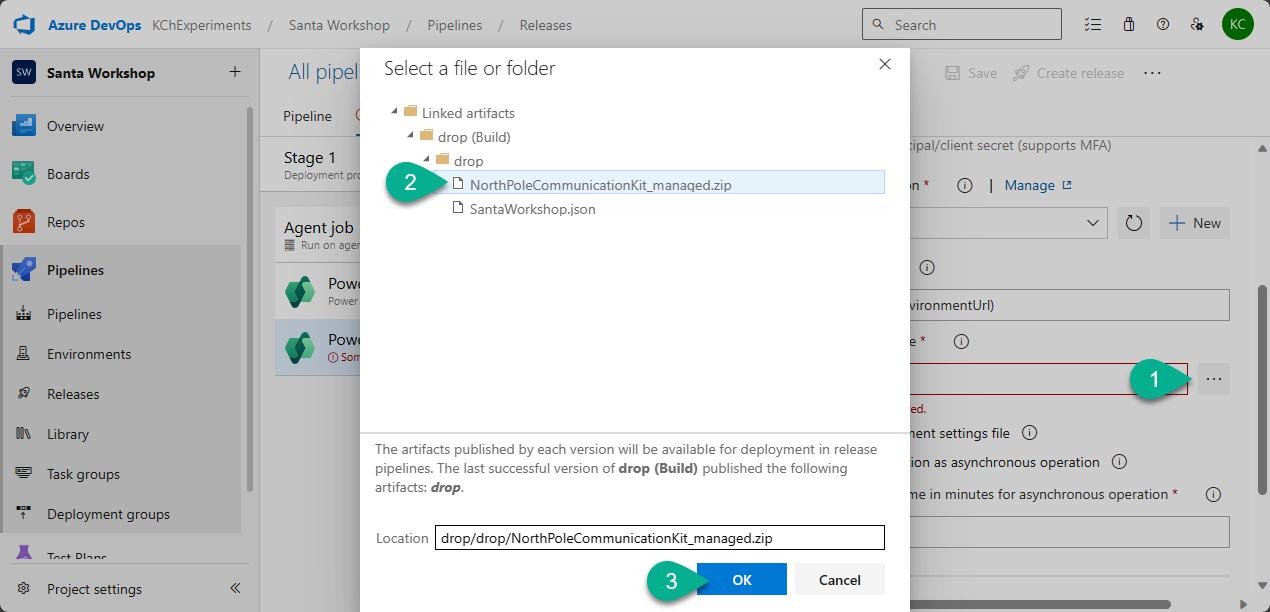 Azure DevOps KChExperiments / Santa Workshop / Pipelines / Releases
Search
KC
SW Santa Workshop +
Overview
Boards
Repos
Pipelines
Pipelines
Environments
Releases
Library
Task groups
Deployment groups
Test Plans
Project settings
All pipel
Save Create release
Pipeline
Stage 1
Deployment pro
Agent job
Run on agen
Powe
Power
Powe
Som
Select a file or folder
Linked artifacts
drop (Build)
drop
2 NorthPoleCommunicationKit_managed.zip
SantaWorkshop.json
The artifacts published by each version will be available for deployment in release
pipelines. The last successful version of drop (Build) published the following
artifacts: drop.
Location drop/drop/NorthPoleCommunicationKit_managed.zip
3 OK Cancel
cipal/client secret (supports MFA)
on * | Manage
New
vironmentUrl)
e *
1 ...
ed.
ment settings file
ion as asynchronous operation
me in minutes for asynchronous operation *